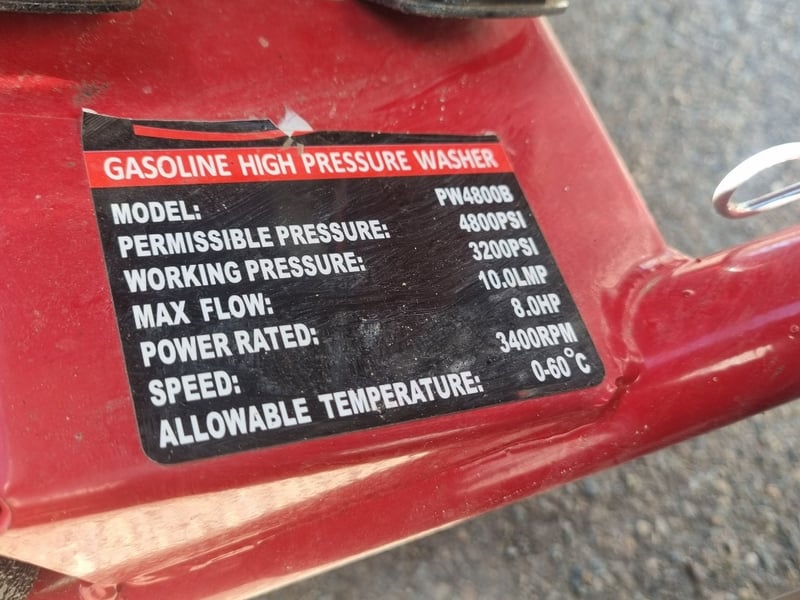 GASOLINE HIGH PRESSURE WASHER
MODEL: PW4800B
PERMISSIBLE PRESSURE: 4800PSI
WORKING PRESSURE: 3200PSI
MAX FLOW: 10.0LMP
POWER RATED: 8.0HP
SPEED: 3400RPM
ALLOWABLE TEMPERATURE: 0-60°C